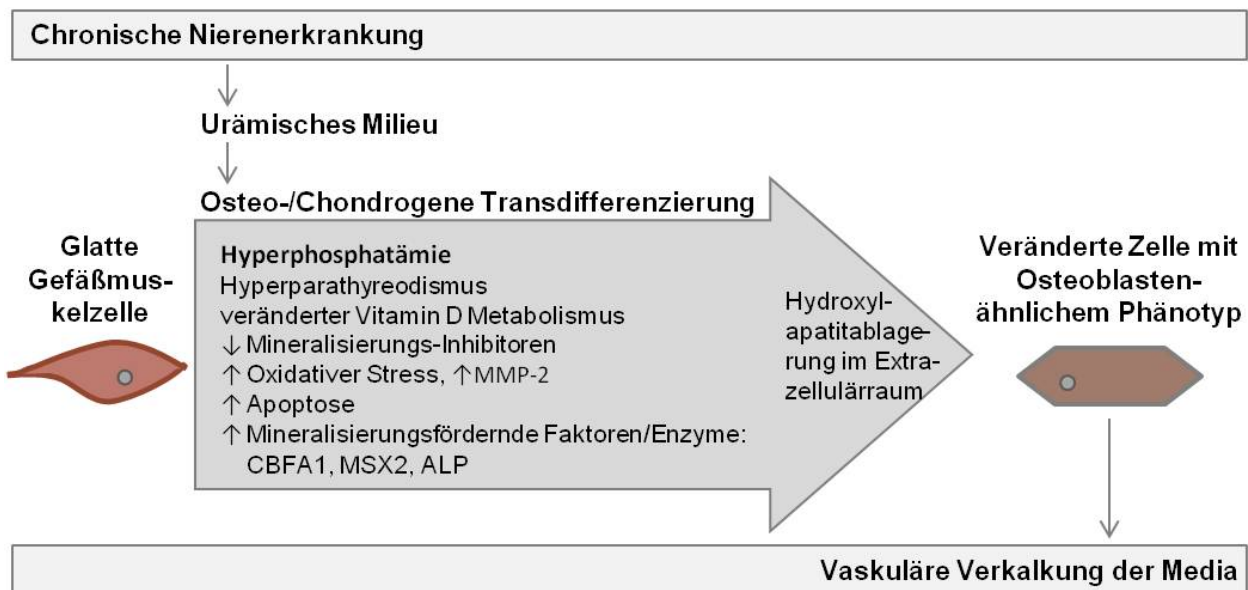 Chronische Nierenerkrankung
Urämisches Milieu
Osteo-/Chondrogene Transdifferenzierung
Glatte
Gefäßmus-
kelzelle
Hyperphosphatämie
Hyperparathyreodismus
veränderter Vitamin D Metabolismus
↓ Mineralisierungs-Inhibitoren
↑ Oxidativer Stress, ↑MMP-2
↑ Apoptose
↑ Mineralisierungsfördernde Faktoren/Enzyme:
CBFA1, MSX2, ALP
Hydroxyl-
apatitablage-
rung im Extra-
zellulärraum
Veränderte Zelle mit
Osteoblasten-
ähnlichem Phänotyp
Vaskuläre Verkalkung der Media